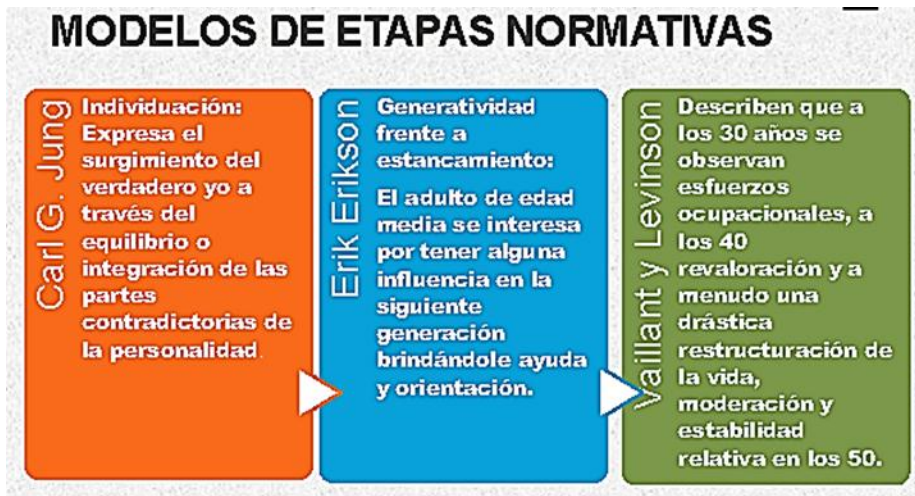 MODELOS DE ETAPAS NORMATIVAS
Carl G. Jung
Individuación:
Expresa el
surgimiento del
verdadero yo a
través del
equilibrio o
integración de las
partes
contradictorias de
la personalidad.
Erik Erikson
Generatividad
frente a
estancamiento:
El adulto de edad
media se interesa
por tener alguna
influencia en la
siguiente
generación
brindándole ayuda
y orientación.
Vaillant y Levinson
Describen que a
los 30 años se
observan
esfuerzos
ocupacionales, a
los 40
revaloración y a
menudo una
drástica
restructuración de
la vida,
moderación y
estabilidad
relativa en los 50.